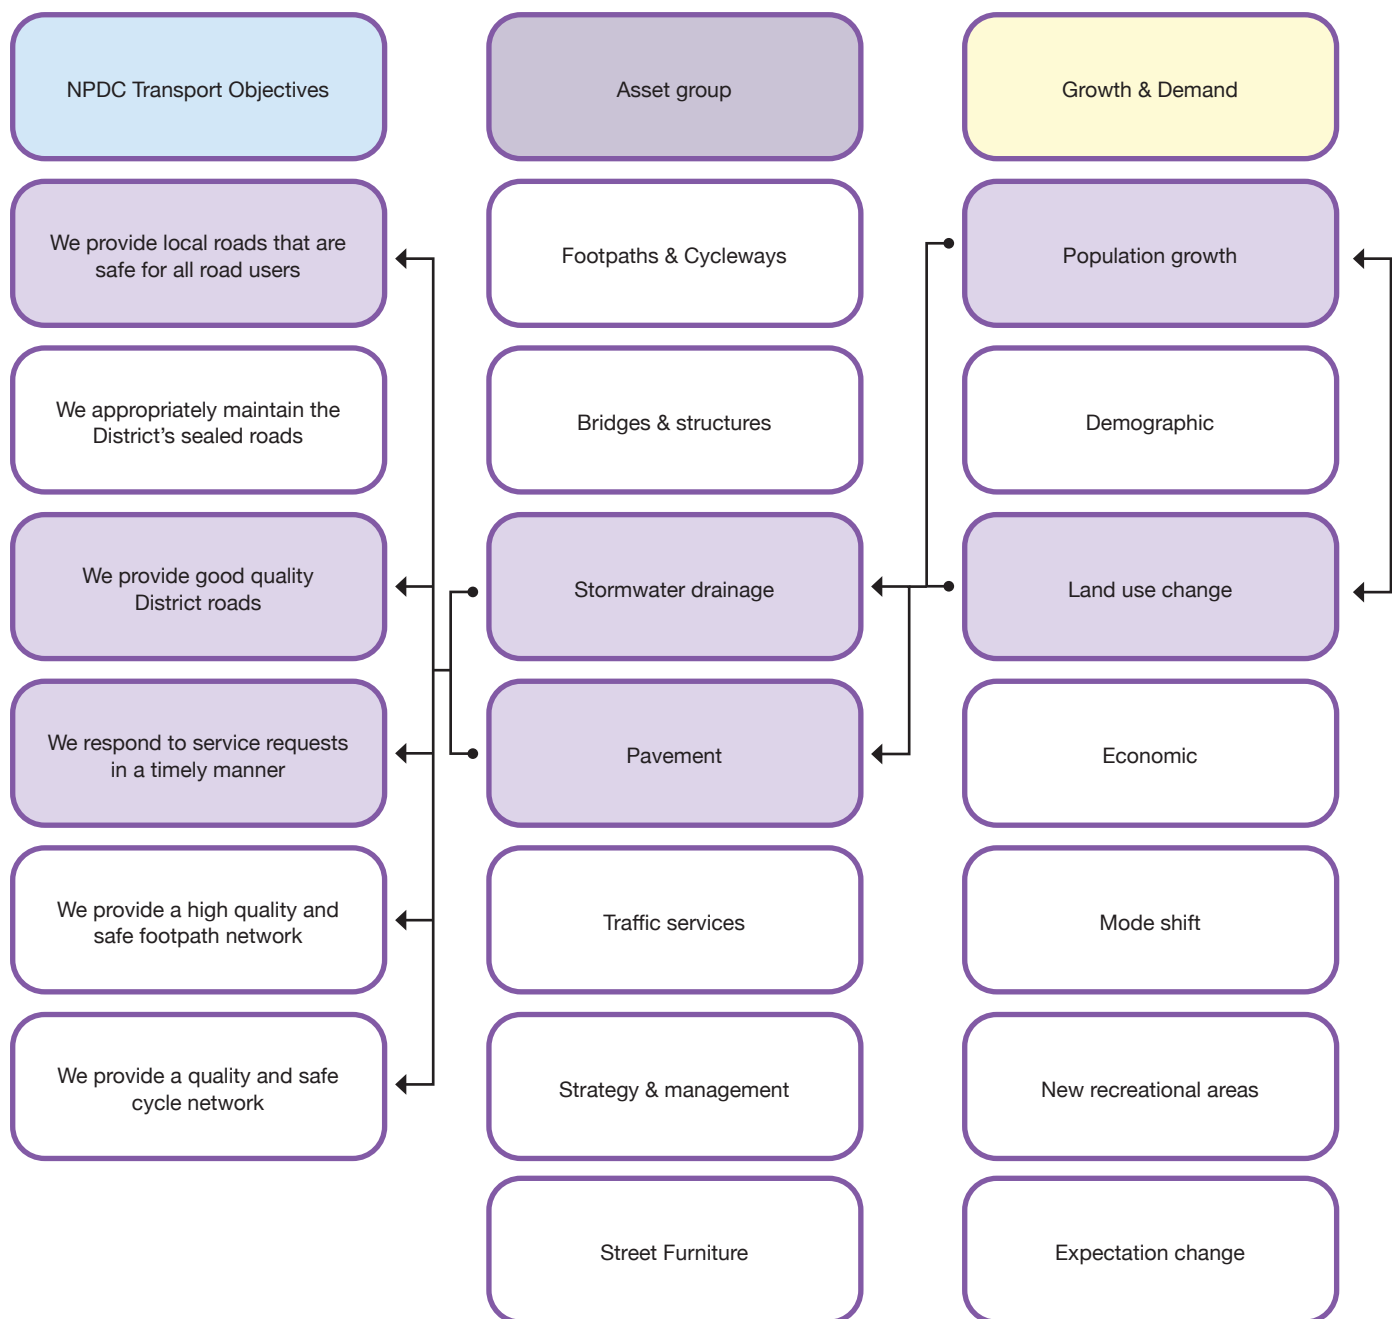 NPDC Transport Objectives
Asset group
Growth & Demand
We provide local roads that are
safe for all road users
Footpaths & Cycleways
Population growth
We appropriately maintain the
District’s sealed roads
Bridges & structures
Demographic
We provide good quality
District roads
Stormwater drainage
Land use change
We respond to service requests
in a timely manner
Pavement
Economic
We provide a high quality and
safe footpath network
Traffic services
Mode shift
We provide a quality and safe
cycle network
Strategy & management
New recreational areas
Street Furniture
Expectation change